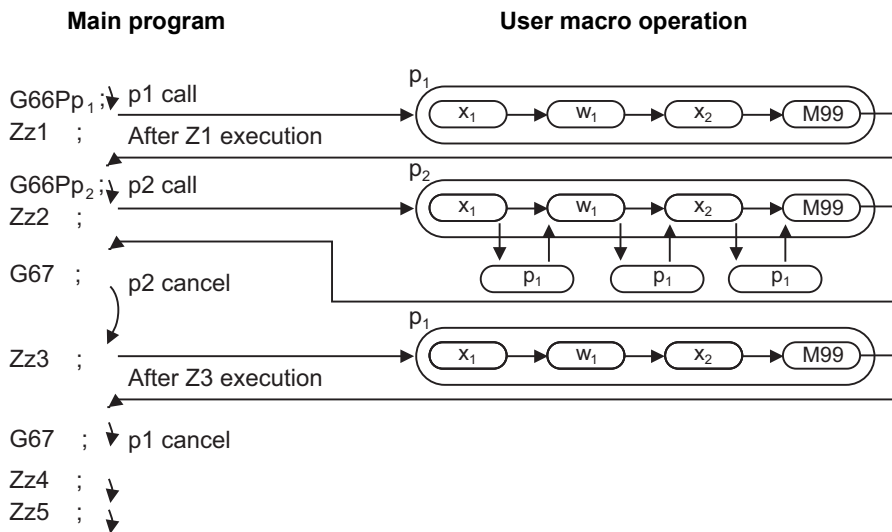 Main program User macro operation
p₁
G66Pp₁ ; p1 call
x₁ w₁ x₂ M99
Zz1 ; After Z1 execution
p₂
G66Pp₂ ; p2 call
x₁ w₁ x₂ M99
Zz2 ;
G67 ; p2 cancel
p₁ p₁ p₁
p₁
Zz3 ; x₁ w₁ x₂ M99
After Z3 execution
G67 ; p1 cancel
Zz4 ;
Zz5 ;